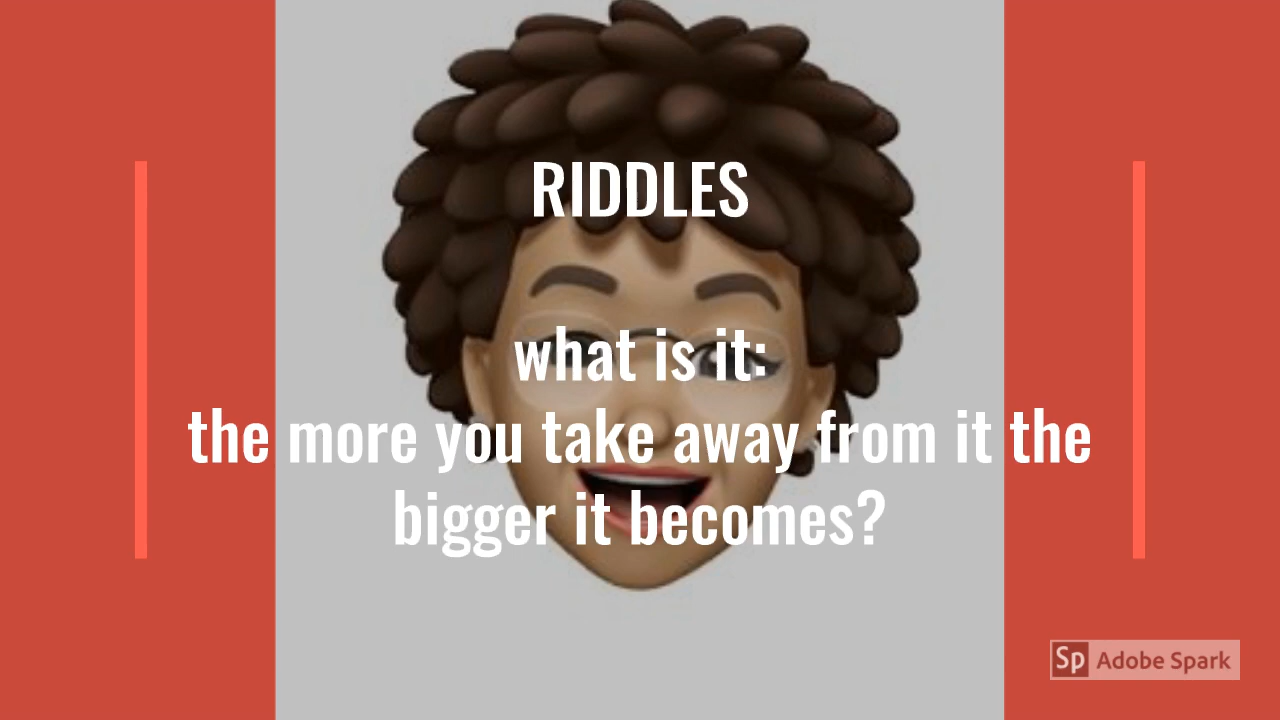 RIDDLES
what is it:
the more you take away from it the
bigger it becomes?
Sp Adobe Spark